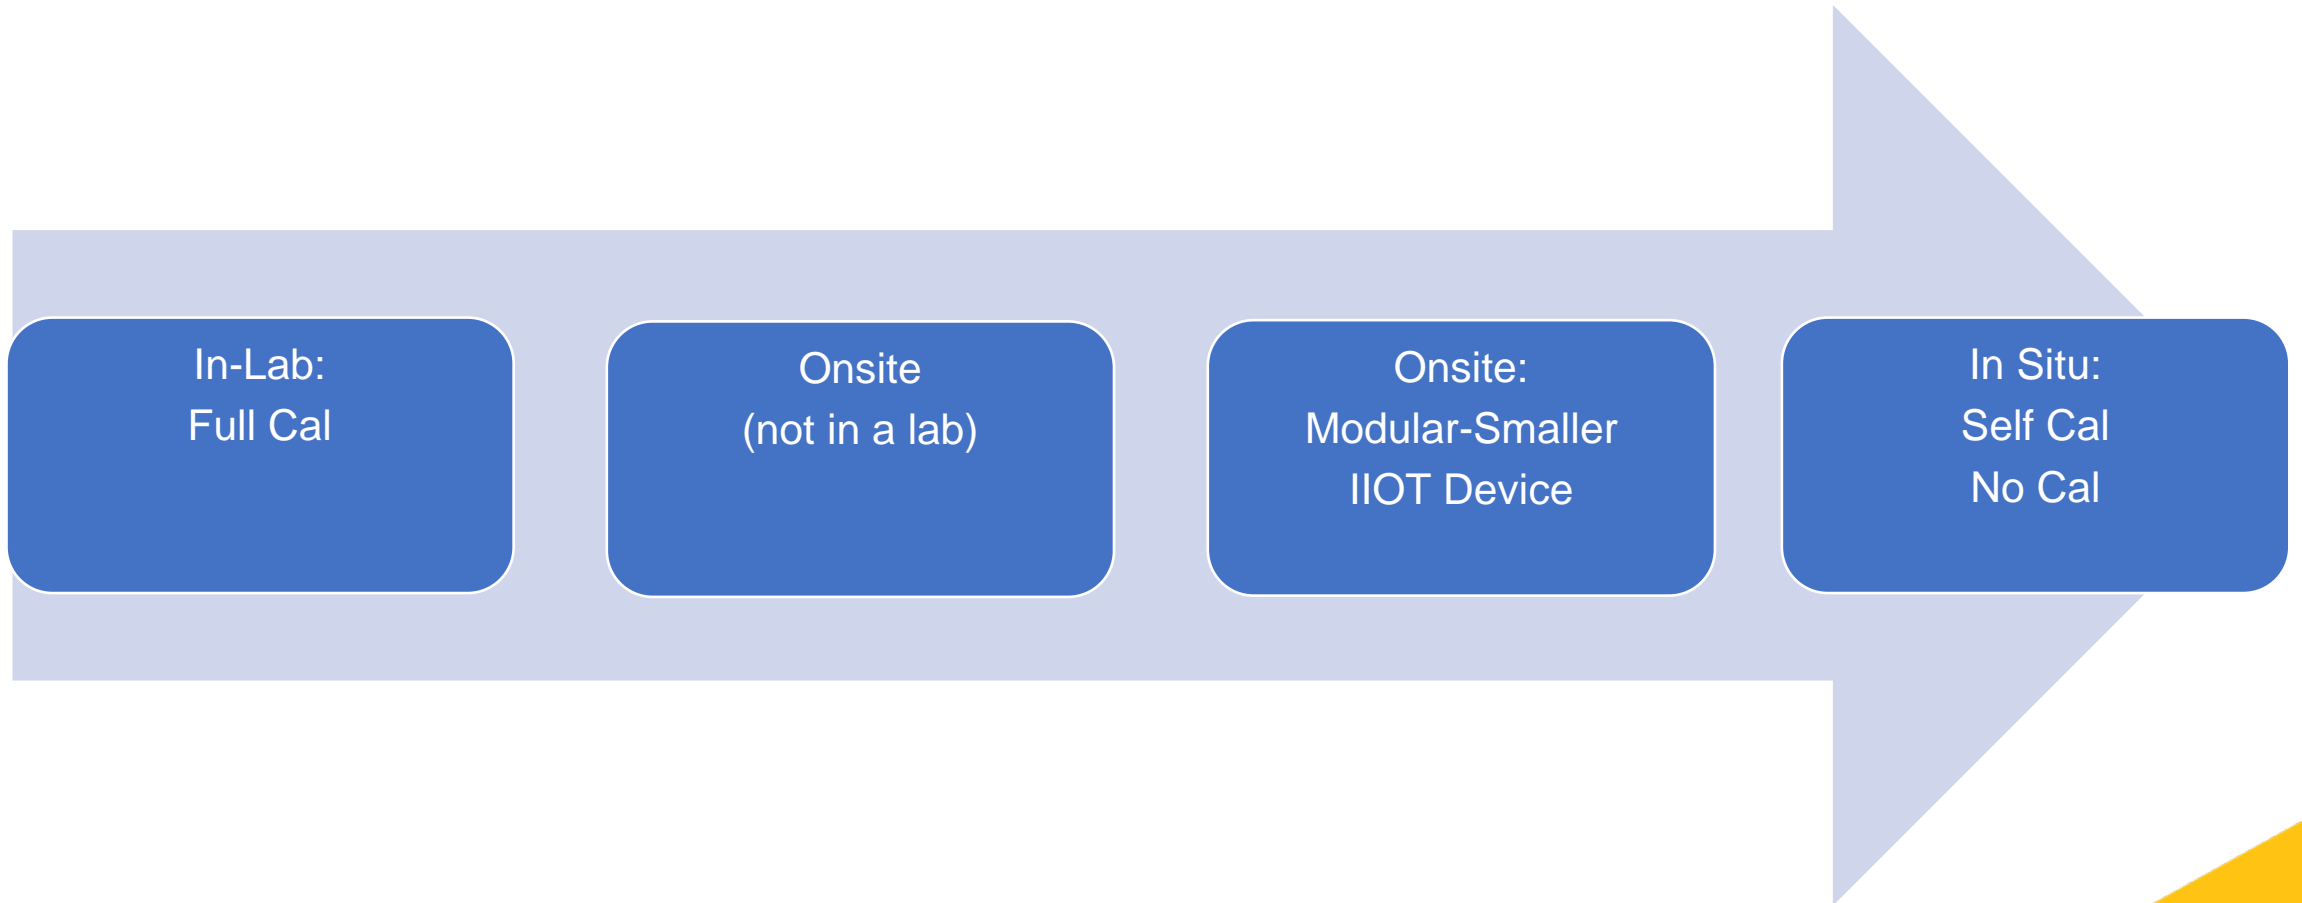 In-Lab:
Full Cal
Onsite
(not in a lab)
Onsite:
Modular-Smaller
IIOT Device
In Situ:
Self Cal
No Cal